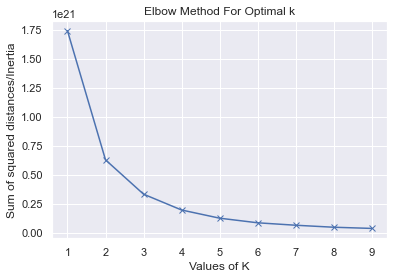 Elbow Method For Optimal k
1e21
1.75
1.50
1.25
1.00
0.75
0.50
0.25
0.00
Sum of squared distances/Inertia
1 2 3 4 5 6 7 8 9
Values of K